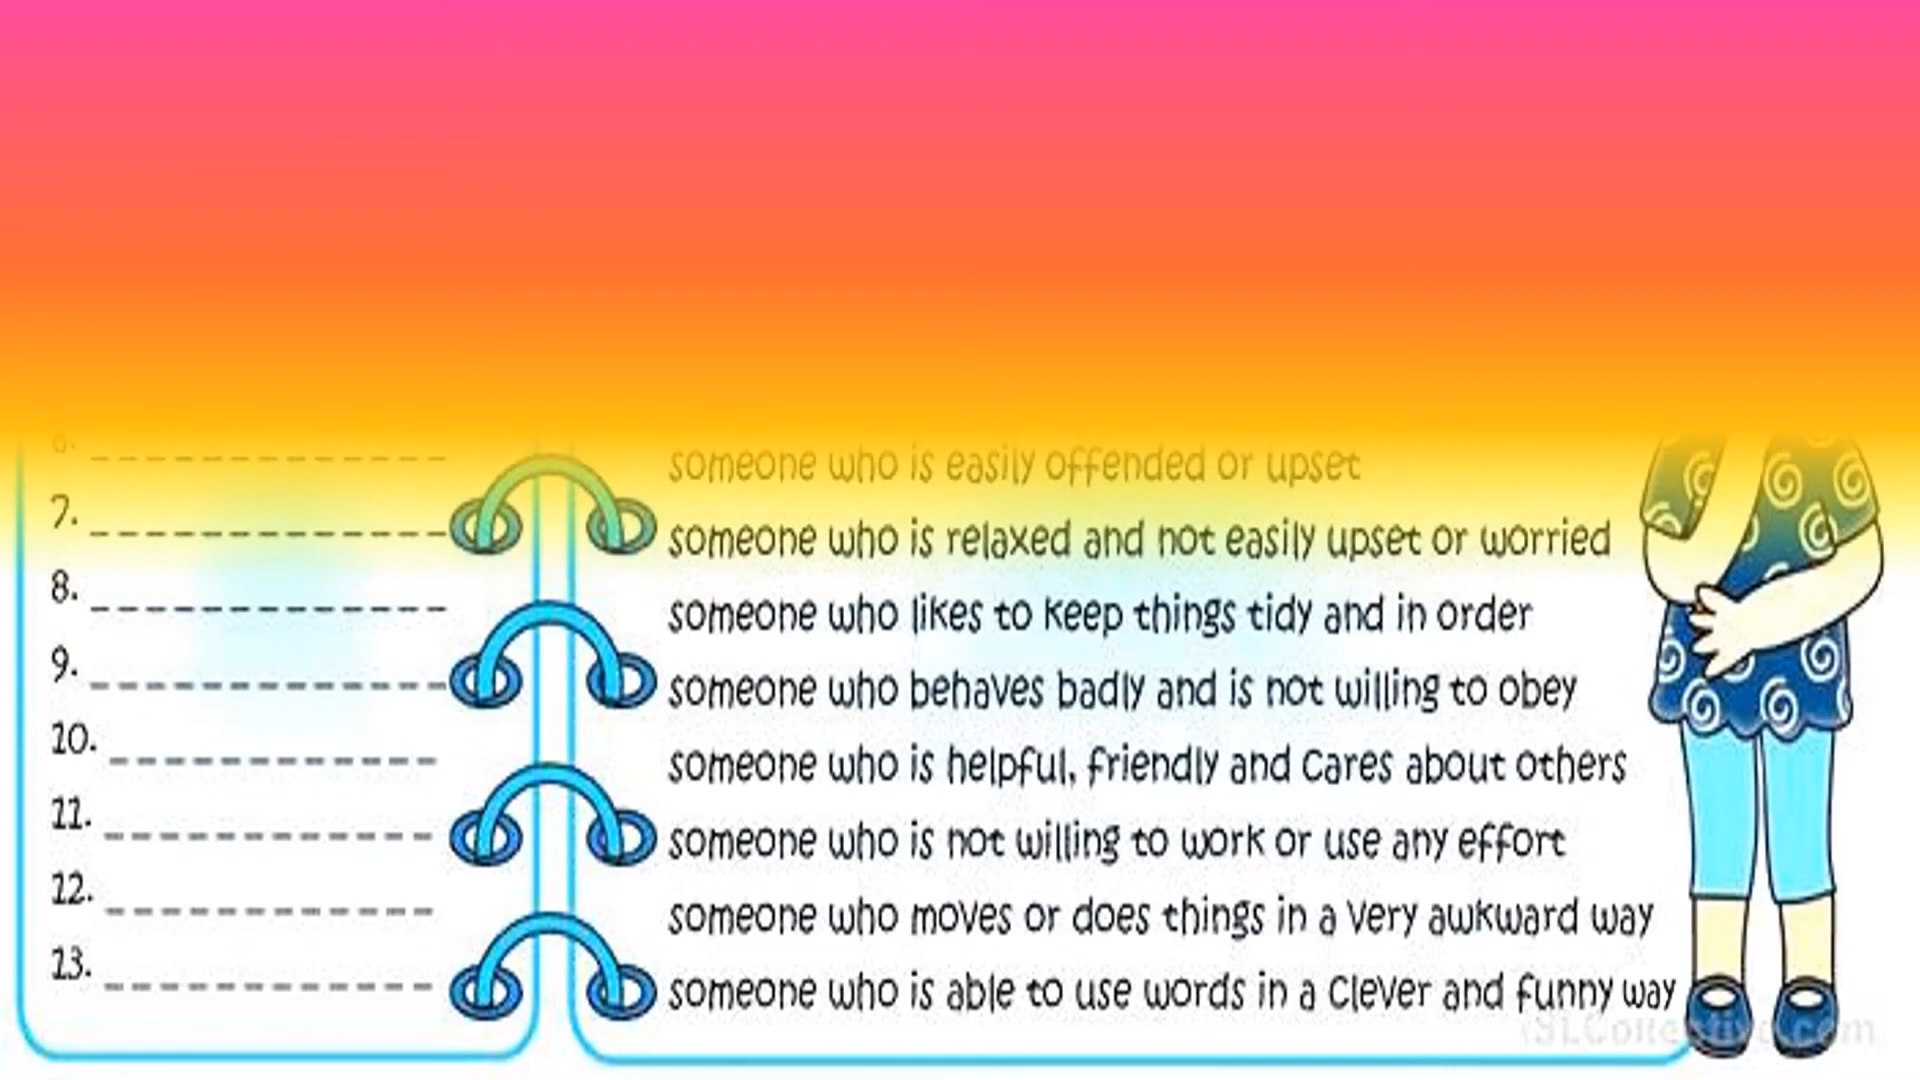 6. _ _ _ _ _ _ _ _ _ _ _ _ _ someone who is easily offended or upset
7. _ _ _ _ _ _ _ _ _ _ _ _ _ someone who is relaxed and not easily upset or worried
8. _ _ _ _ _ _ _ _ _ _ _ _ _ someone who likes to keep things tidy and in order
9. _ _ _ _ _ _ _ _ _ _ _ _ _ someone who behaves badly and is not willing to obey
10. _ _ _ _ _ _ _ _ _ _ _ _ someone who is helpful, friendly and cares about others
11. _ _ _ _ _ _ _ _ _ _ _ _ someone who is not willing to work or use any effort
12. _ _ _ _ _ _ _ _ _ _ _ _ someone who moves or does things in a very awkward way
13. _ _ _ _ _ _ _ _ _ _ _ _ someone who is able to use words in a clever and funny way
iSLCollective.com